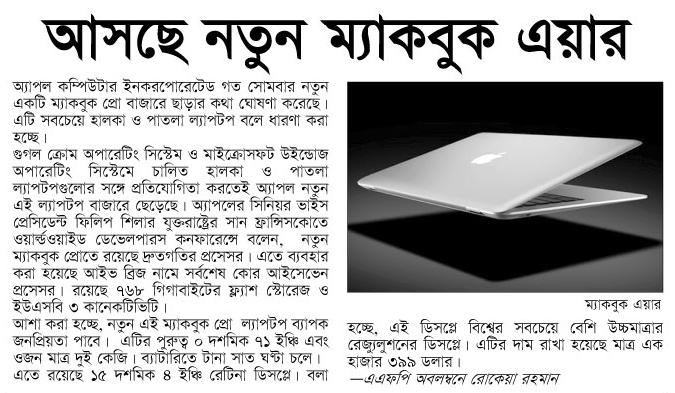 আসছে নতুন ম্যাকবুক এয়ার
অ্যাপল কম্পিউটার ইনকরপোরেটেড গত সোমবার নতুন
একটি ম্যাকবুক প্রো বাজারে ছাড়ার কথা ঘোষণা করেছে।
এটি সবচেয়ে হালকা ও পাতলা ল্যাপটপ বলে ধারণা করা
হচ্ছে।
গুগল ক্রোম অপারেটিং সিস্টেম ও মাইক্রোসফট উইন্ডোজ
অপারেটিং সিস্টেমে চালিত হালকা ও পাতলা
ল্যাপটপগুলোর সঙ্গে প্রতিযোগিতা করতেই অ্যাপল নতুন
এই ল্যাপটপ বাজারে ছেড়েছে। অ্যাপলের সিনিয়র ভাইস
প্রেসিডেন্ট ফিলিপ শিলার যুক্তরাষ্ট্রের সান ফ্রান্সিসকোতে
ওয়ার্ল্ডওয়াইড ডেভেলপারস কনফারেন্সে বলেন, নতুন
ম্যাকবুক প্রোতে রয়েছে দ্রুতগতির প্রসেসর। এতে ব্যবহার
করা হয়েছে আইভ ব্রিজ নামে সর্বশেষ কোর আইসেভেন
প্রসেসর। রয়েছে ৭৬৮ গিগাবাইটের ফ্ল্যাশ স্টোরেজ ও
ইউএসবি ৩ কানেকটিভিটি।
আশা করা হচ্ছে, নতুন এই ম্যাকবুক প্রো ল্যাপটপ ব্যাপক
জনপ্রিয়তা পাবে। এটির পুরুত্ব ০ দশমিক ৭১ ইঞ্চি এবং
ওজন মাত্র দুই কেজি। ব্যাটারিতে টানা সাত ঘণ্টা চলে।
এতে রয়েছে ১৫ দশমিক ৪ ইঞ্চি রেটিনা ডিসপ্লে। বলা
ম্যাকবুক এয়ার
হচ্ছে, এই ডিসপ্লে বিশ্বের সবচেয়ে বেশি উচ্চমাত্রার
রেজ্যুলুশনের ডিসপ্লে। এটির দাম রাখা হয়েছে মাত্র এক
হাজার ৩৯৯ ডলার।
—এএফপি অবলম্বনে রোকেয়া রহমান